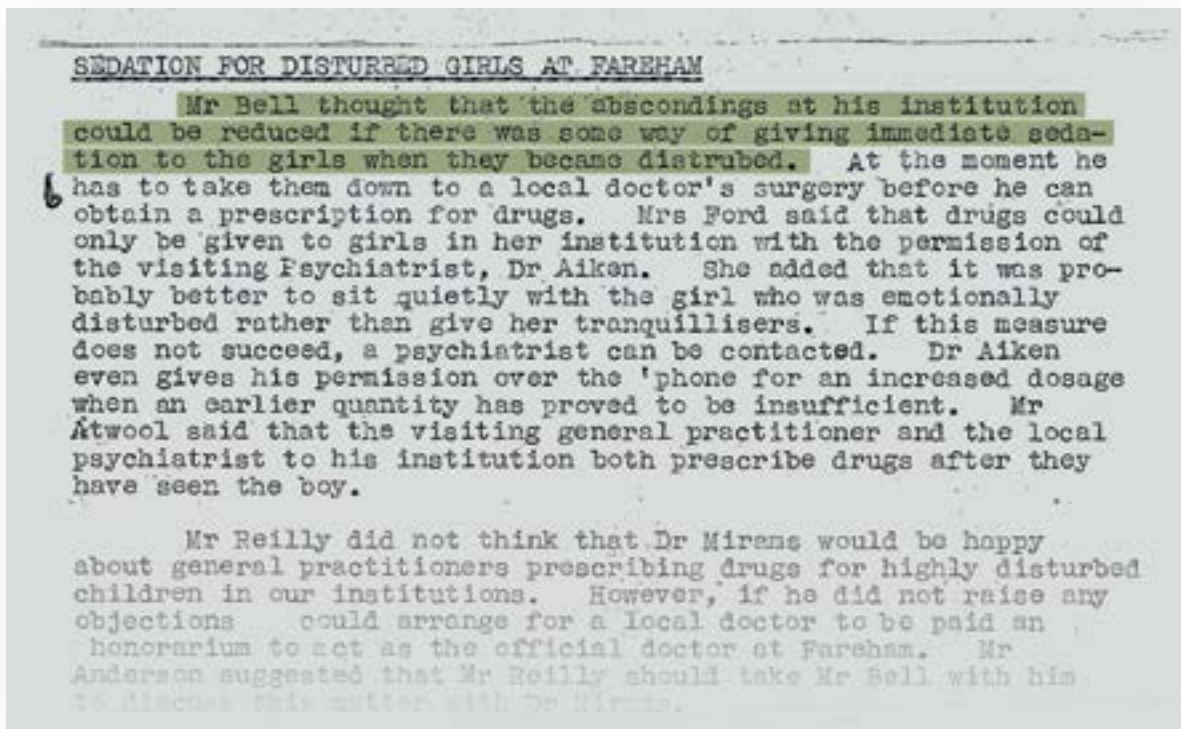 SEDATION FOR DISTURBED GIRLS AT FAREHAM
Mr Bell thought that the abscondings at his institution
could be reduced if there was some way of giving immediate seda-
tion to the girls when they became distrubed. At the moment he
has to take them down to a local doctor's surgery before he can
obtain a prescription for drugs. Mrs Ford said that drugs could
only be given to girls in her institution with the permission of
the visiting Psychiatrist, Dr Aiken. She added that it was pro-
bably better to sit quietly with the girl who was emotionally
disturbed rather than give her tranquillisers. If this measure
does not succeed, a psychiatrist can be contacted. Dr Aiken
even gives his permission over the 'phone for an increased dosage
when an earlier quantity has proved to be insufficient. Mr
Atwool said that the visiting general practitioner and the local
psychiatrist to his institution both prescribe drugs after they
have seen the boy.
Mr Reilly did not think that Dr Mirams would be happy
about general practitioners prescribing drugs for highly disturbed
children in our institutions. However, if he did not raise any
objections could arrange for a local doctor to be paid an
honorarium to act as the official doctor at Fareham. Mr
Anderson suggested that Mr Reilly should take Mr Bell with him
to discuss this matter with Dr Mirams.